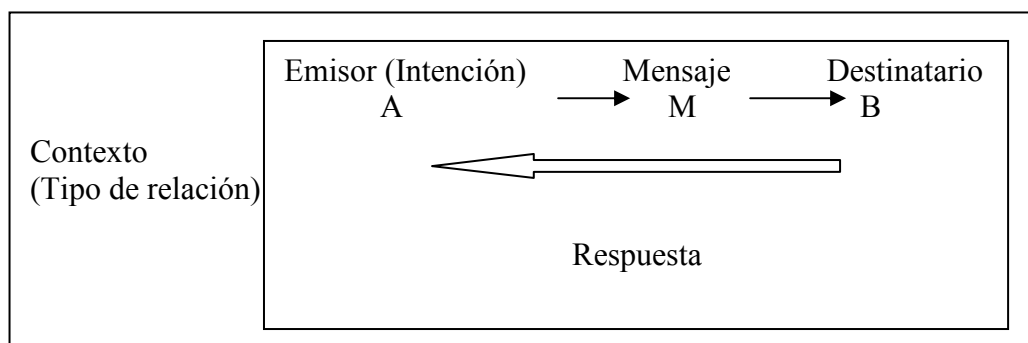 Emisor (Intención) Mensaje Destinatario
A M B
Contexto
(Tipo de relación)
Respuesta